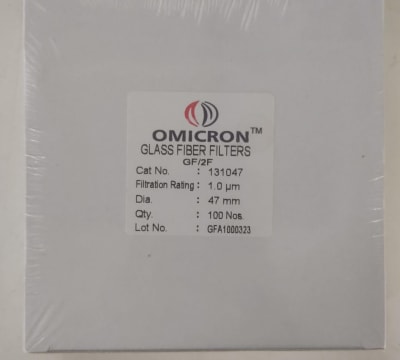 OMICRON™
GLASS FIBER FILTERS
GF/2F
Cat No. : 131047
Filtration Rating : 1.0 µm
Dia. : 47 mm
Qty. : 100 Nos.
Lot No. : GFA1000323